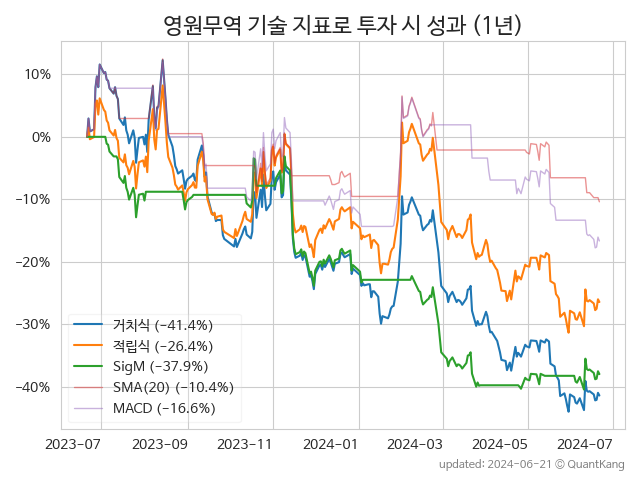 영원무역 기술 지표로 투자 시 성과 (1년)
10%
0%
−10%
−20%
−30%
−40%
거치식 (−41.4%)
적립식 (−26.4%)
SigM (−37.9%)
SMA(20) (−10.4%)
MACD (−16.6%)
2023−07 2023−09 2023−11 2024−01 2024−03 2024−05 2024−07
updated: 2024−06−21 © QuantKang